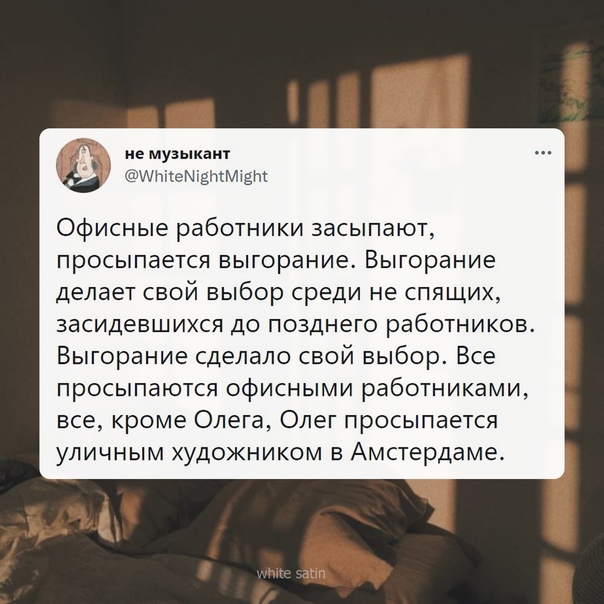 не музыкант
@WhiteNightMight
Офисные работники засыпают,
просыпается выгорание. Выгорание
делает свой выбор среди не спящих,
засидевшихся до позднего работников.
Выгорание сделало свой выбор. Все
просыпаются офисными работниками,
все, кроме Олега, Олег просыпается
уличным художником в Амстердаме.
white satin